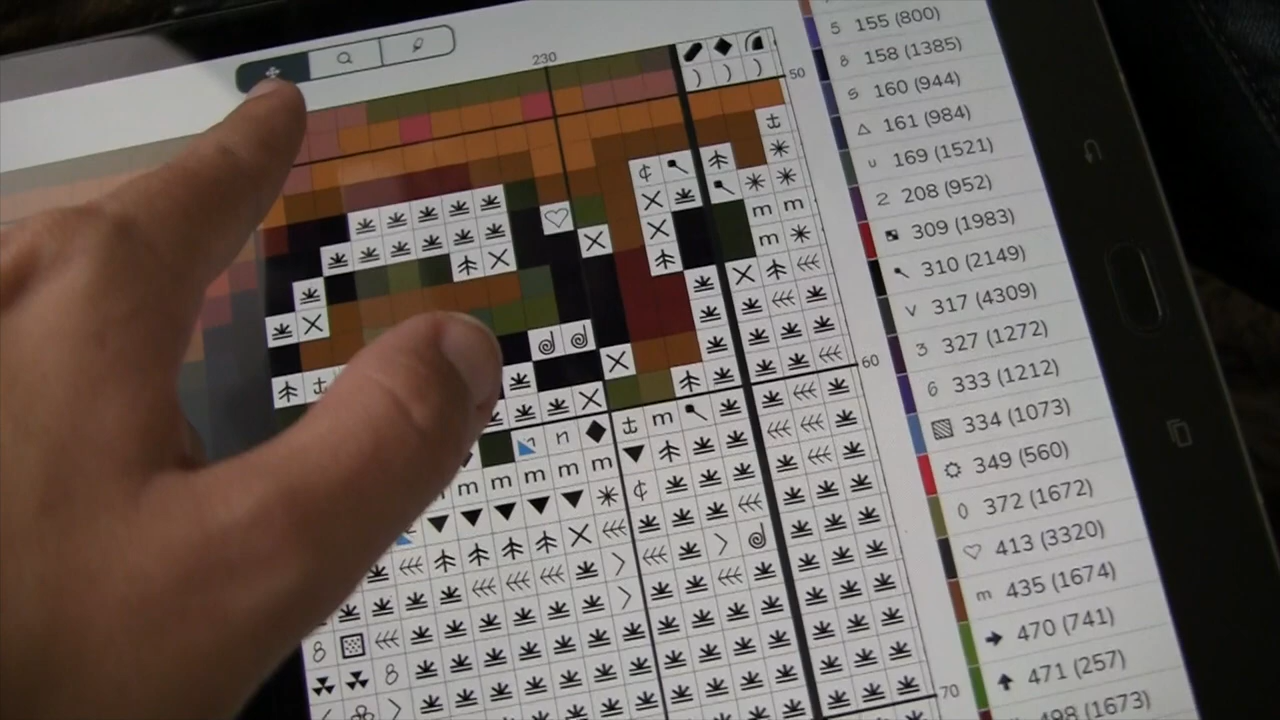 230
50
60
70
5 155 (800)
8 158 (1385)
5 160 (944)
△ 161 (984)
u 169 (1521)
2 208 (952)
309 (1983)
310 (2149)
V 317 (4309)
3 327 (1272)
6 333 (1212)
334 (1073)
349 (560)
0 372 (1672)
♡ 413 (3320)
m 435 (1674)
→ 470 (741)
↑ 471 (257)
498 (1673)